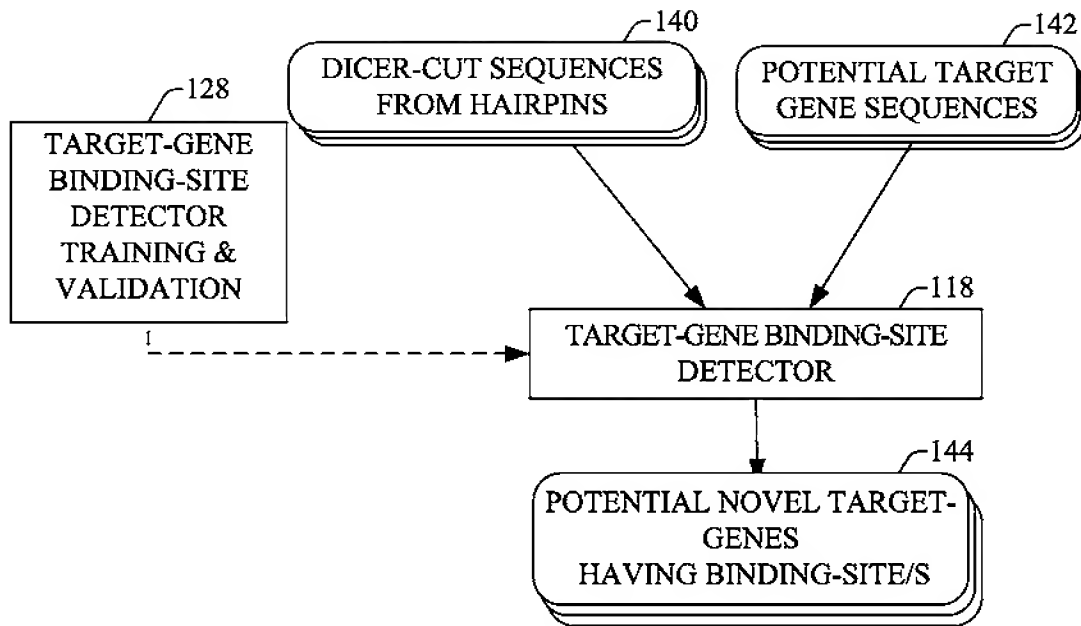 140
DICER-CUT SEQUENCES
FROM HAIRPINS
142
POTENTIAL TARGET
GENE SEQUENCES
128
TARGET-GENE
BINDING-SITE
DETECTOR
TRAINING &
VALIDATION
118
TARGET-GENE BINDING-SITE
DETECTOR
144
POTENTIAL NOVEL TARGET-
GENES
HAVING BINDING-SITE/S